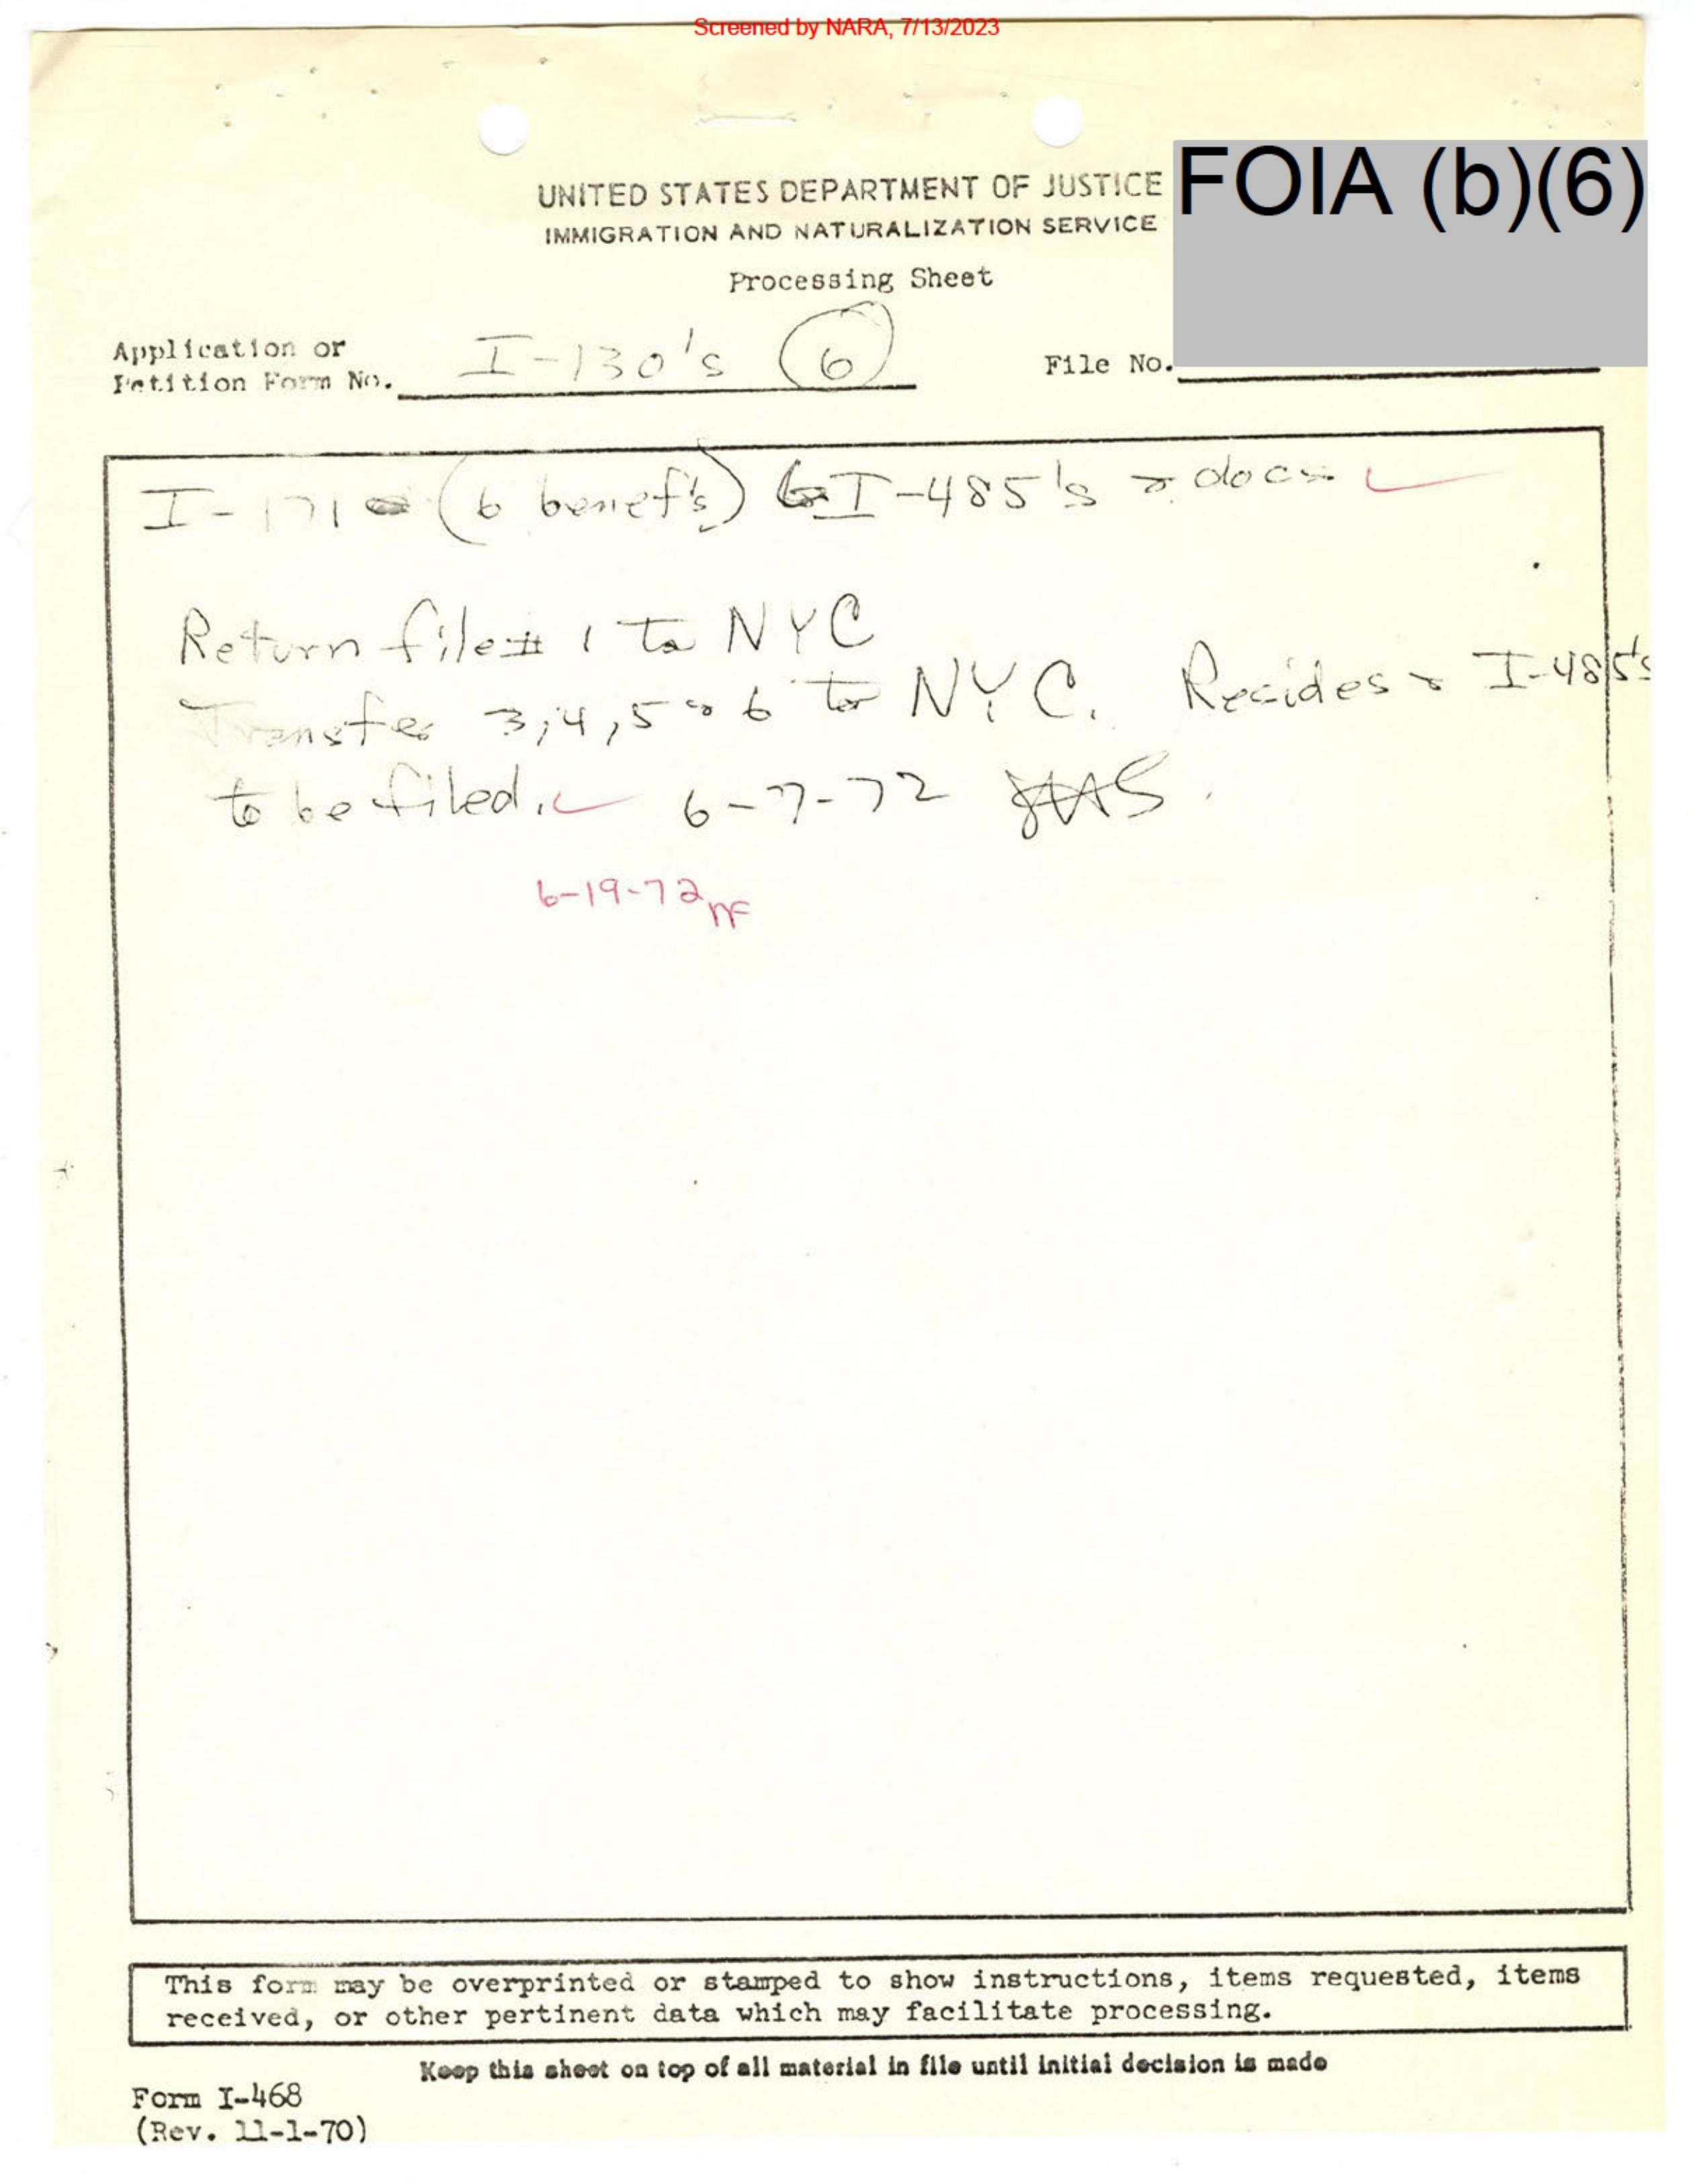 Screened by NARA, 7/13/2023
FOIA (b)(6)
UNITED STATES DEPARTMENT OF JUSTICE
IMMIGRATION AND NATURALIZATION SERVICE
Processing Sheet
Application or
Petition Form No. I-130's (6)
File No.
I-171 (6 benef's) I-485's & docs
Return file # 1 to NYC
Transfer 3, 4, 5 & 6 to NYC. Resides & I-485's
to be filed. 6-7-72
6-19-72
This form may be overprinted or stamped to show instructions, items requested, items
received, or other pertinent data which may facilitate processing.
Keep this sheet on top of all material in file until initial decision is made
Form I-468
(Rev. 11-1-70)